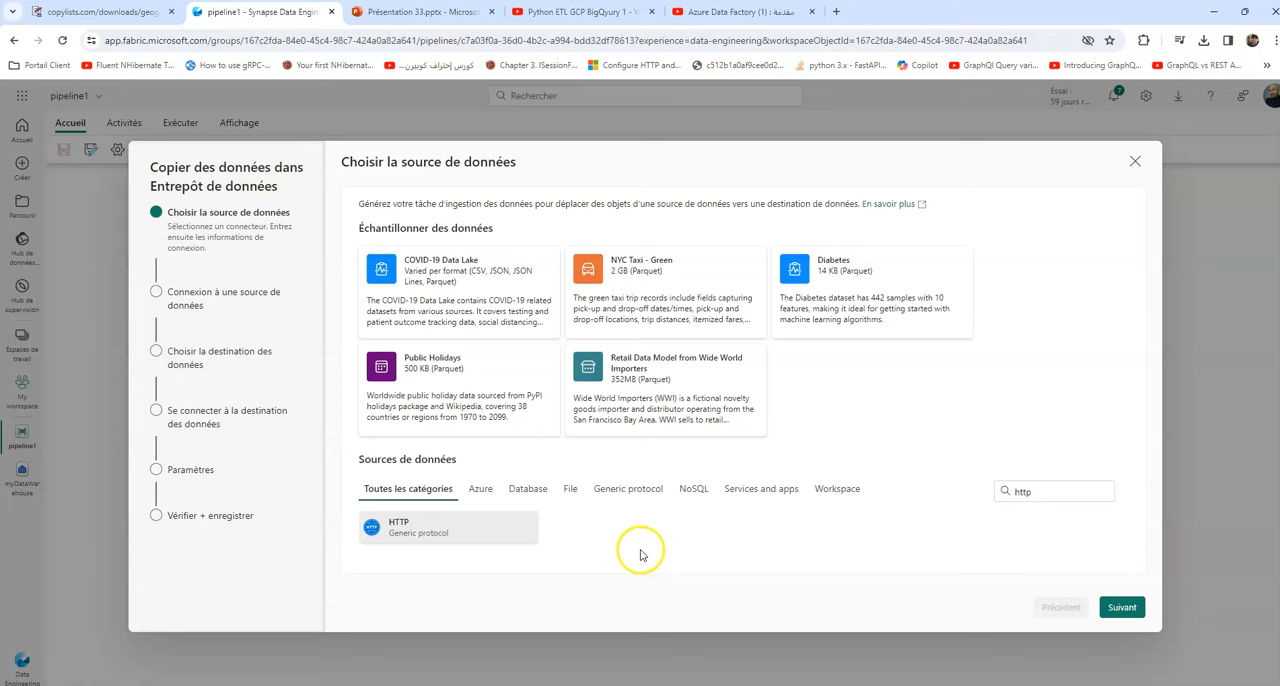 copylists.com/downloads/geog
pipeline1 - Synapse Data Engin
Présentation 33.pptx - Microso
Python ETL GCP BigQyury 1 - Y
Azure Data Factory (1) : مقدمة
app.fabric.microsoft.com/groups/167c2fda-84e0-45c4-98c7-424a0a82a641/pipelines/c7a03f0a-36d0-4b2c-a994-bdd32df78613?experience=data-engineering&workspaceObjectId=167c2fda-84e0-45c4-98c7-424a0a82a641
Portail Client
Fluent NHibernate T...
How to use gRPC-...
Your first NHibernat...
كورس إحتراف كوبرن...
Chapter 3. ISessionF...
Configure HTTP and...
c512b1a0af9cee0d2...
python 3.x - FastAPI...
Copilot
GraphQl Query vari...
Introducing GraphQ...
GraphQL vs REST A...
pipeline1
Rechercher
Essai :
59 jours r...
7
Accueil Activités Exécuter Affichage
Accueil
Créer
Parcourir
Hub de
données...
Hub de
supervision
Espaces de
travail
My
workspace
pipeline1
myDataWar
ehouse
Data
Engineering
Copier des données dans
Entrepôt de données
Choisir la source de données
Sélectionnez un connecteur. Entrez
ensuite les informations de
connexion.
Connexion à une source de
données
Choisir la destination des
données
Se connecter à la destination
des données
Paramètres
Vérifier + enregistrer
Choisir la source de données
Générez votre tâche d'ingestion des données pour déplacer des objets d'une source de données vers une destination de données. En savoir plus
Échantillonner des données
COVID-19 Data Lake
Varied per format (CSV, JSON, JSON
Lines, Parquet)
The COVID-19 Data Lake contains COVID-19 related
datasets from various sources. It covers testing and
patient outcome tracking data, social distancing...
NYC Taxi - Green
2 GB (Parquet)
The green taxi trip records include fields capturing
pick-up and drop-off dates/times, pick-up and
drop-off locations, trip distances, itemized fares,...
Diabetes
14 KB (Parquet)
The Diabetes dataset has 442 samples with 10
features, making it ideal for getting started with
machine learning algorithms.
Public Holidays
500 KB (Parquet)
Worldwide public holiday data sourced from PyPI
holidays package and Wikipedia, covering 38
countries or regions from 1970 to 2099.
Retail Data Model from Wide World
Importers
352MB (Parquet)
Wide World Importers (WWI) is a fictional novelty
goods importer and distributor operating from the
San Francisco Bay Area. WWI sells to retail...
Sources de données
Toutes les catégories Azure Database File Generic protocol NoSQL Services and apps Workspace
http
HTTP
HTTP
Generic protocol
Précédent
Suivant